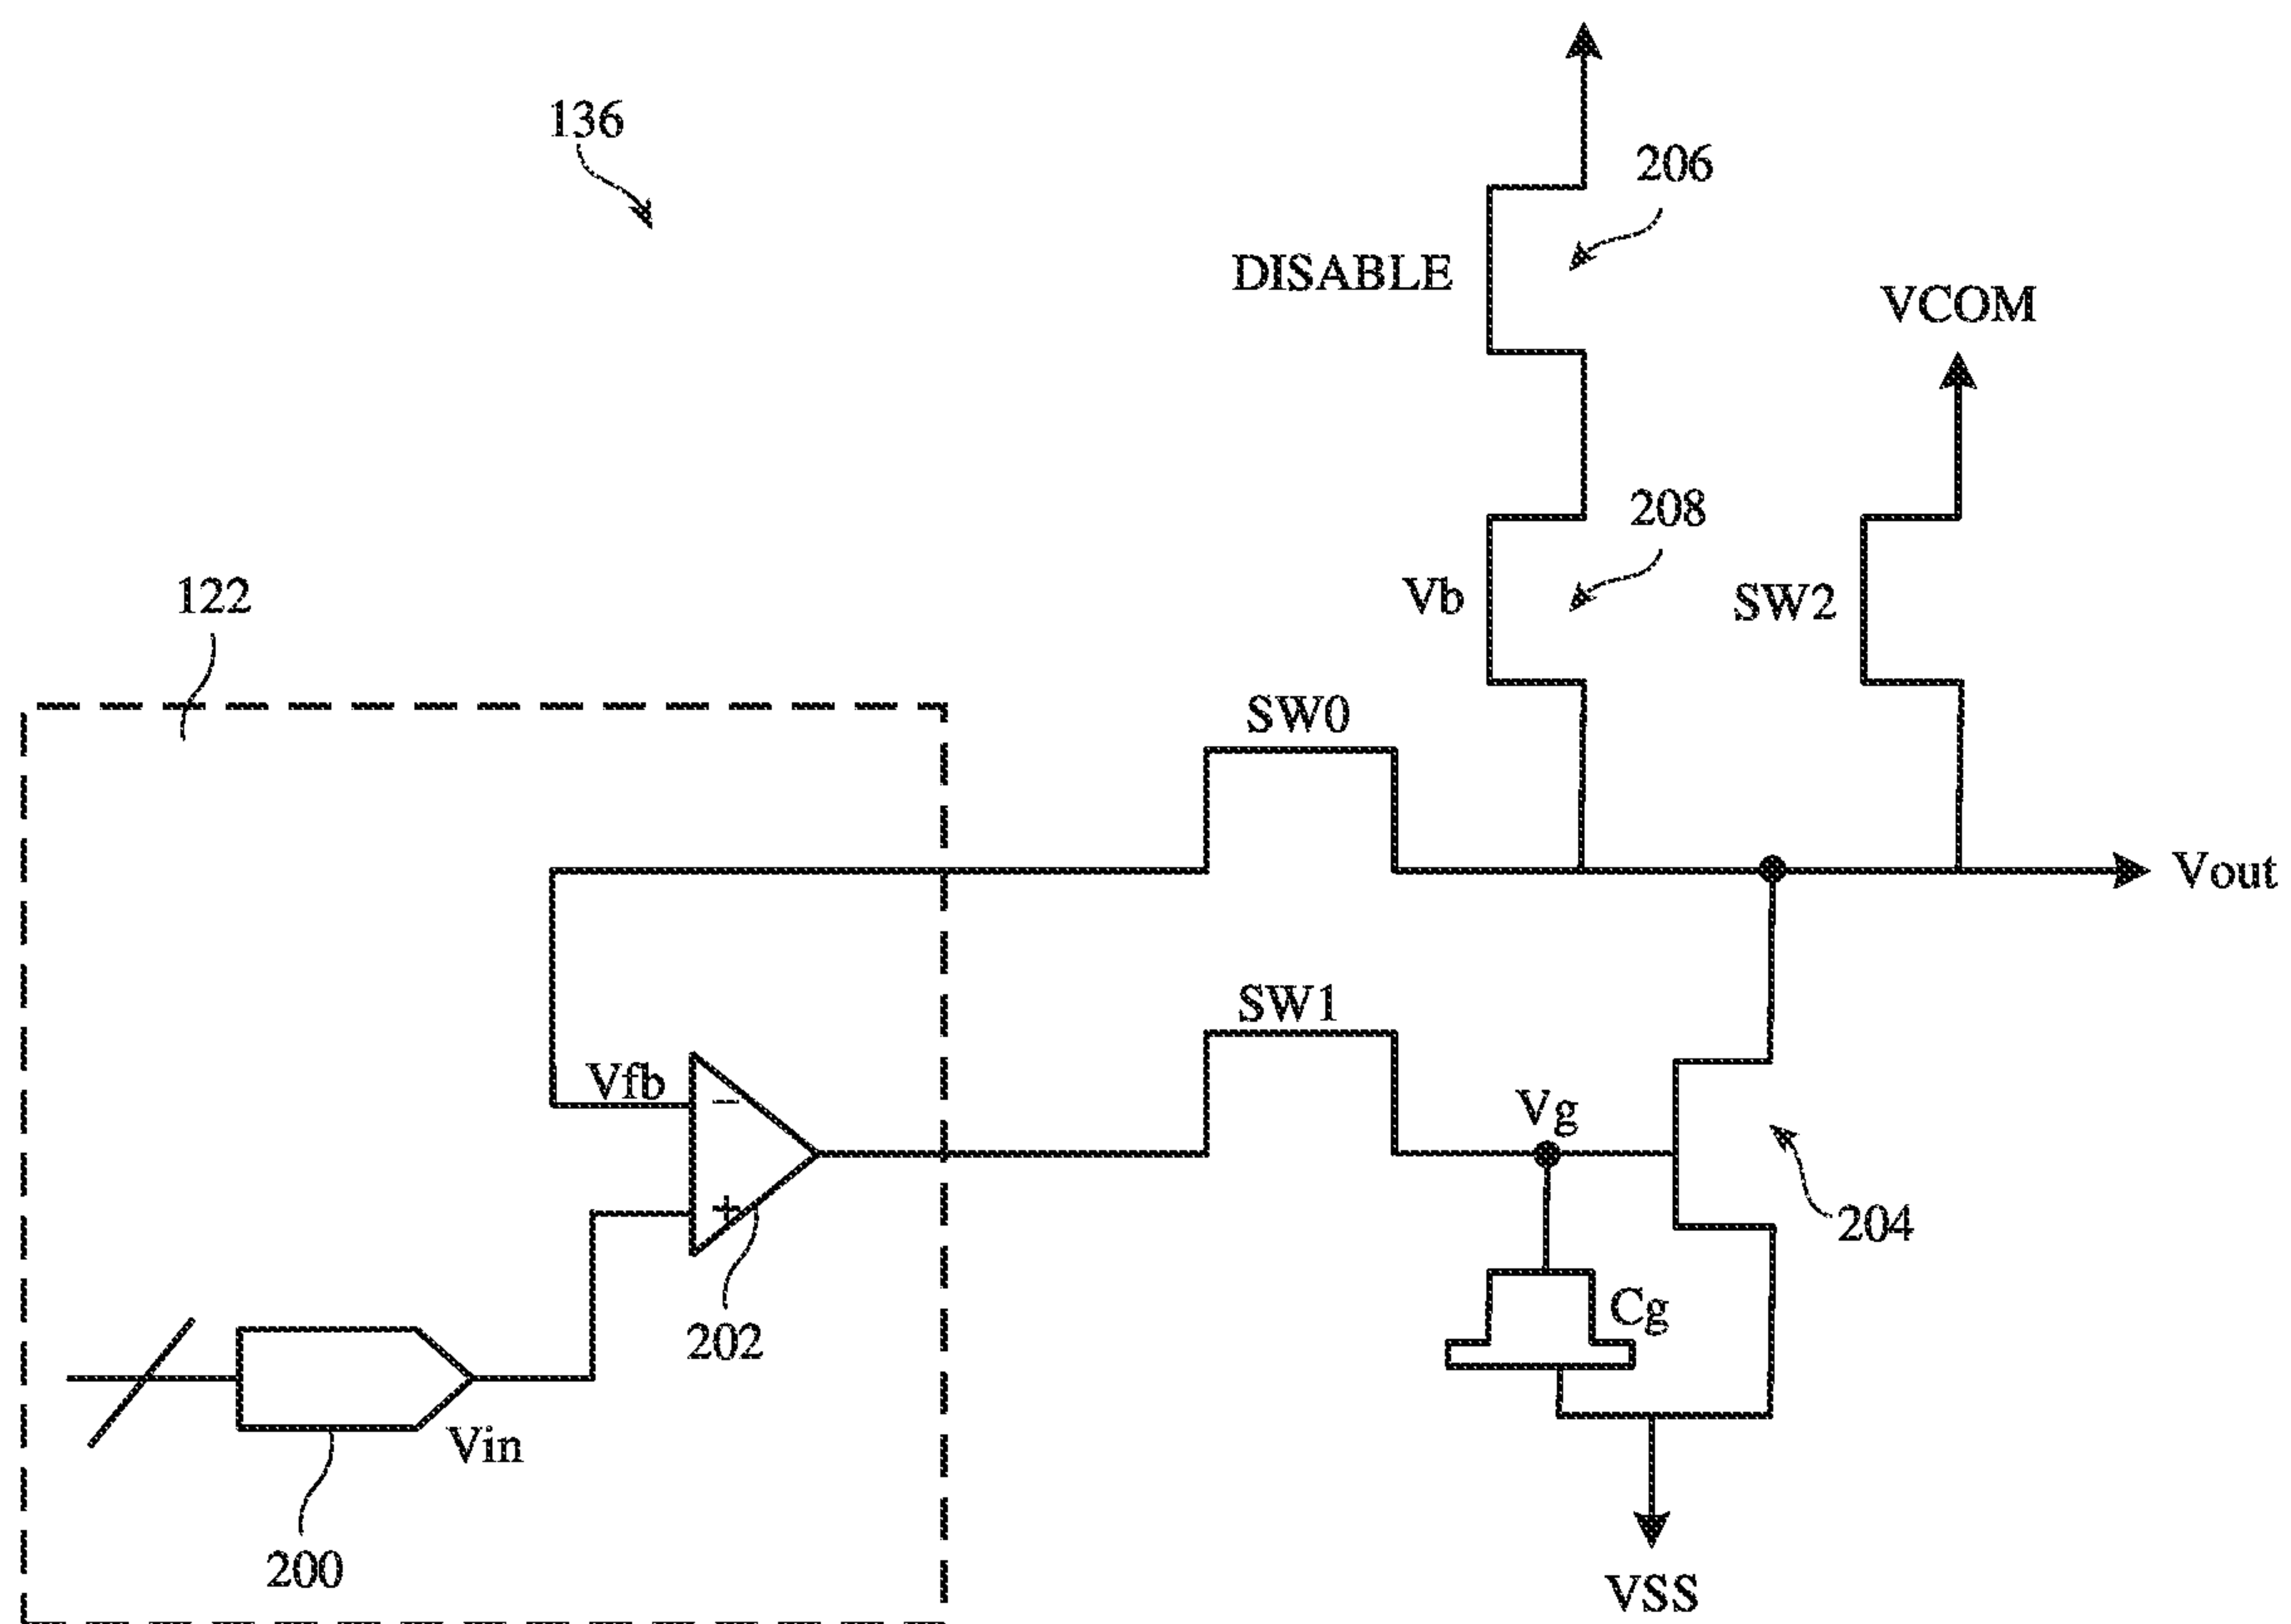 136
206
DISABLE
VCOM
208
Vb
SW2
122
SW0
Vout
SW1
Vfb
−
Vg
+
204
202
Cg
Vin
200
VSS